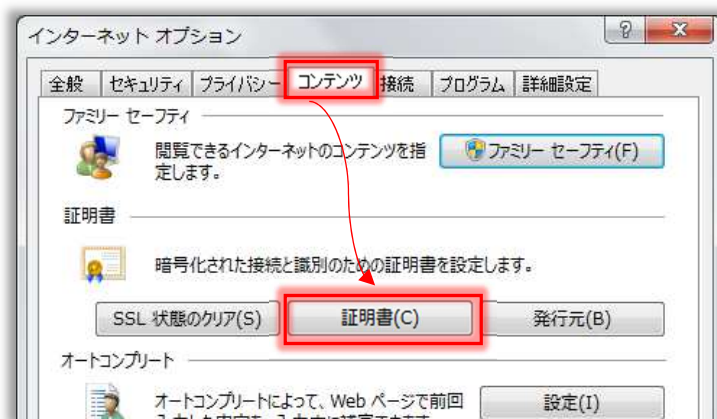 インターネット オプション
全般 セキュリティ プライバシー コンテンツ 接続 プログラム 詳細設定
ファミリー セーフティ
閲覧できるインターネットのコンテンツを指 ファミリー セーフティ(F)
定します。
証明書
暗号化された接続と識別のための証明書を設定します。
SSL 状態のクリア(S) 証明書(C) 発行元(B)
オートコンプリート
オートコンプリートによって、Web ページで前回 設定(I)